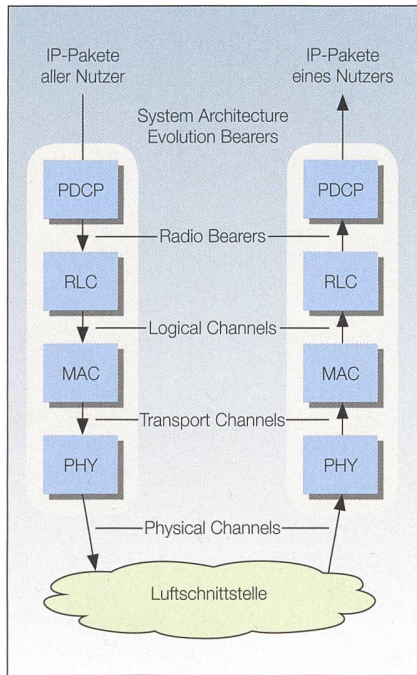 IP-Pakete
aller Nutzer
IP-Pakete
eines Nutzers
System Architecture
Evolution Bearers
PDCP
PDCP
Radio Bearers
RLC
RLC
Logical Channels
MAC
MAC
Transport Channels
PHY
PHY
Physical Channels
Luftschnittstelle